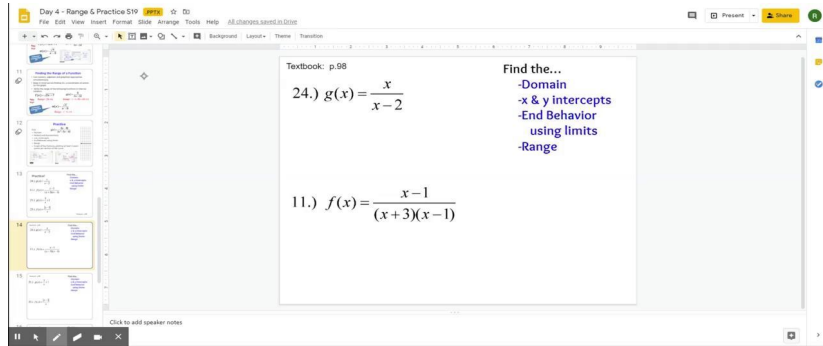 Day 4 - Range & Practice S19 .PPTX
File Edit View Insert Format Slide Arrange Tools Help All changes saved in Drive
Present
Share
R
Background Layout Theme Transition
11
Finding the Range of a Function
12
Practice
13
Practice!
14
15
Textbook: p.98
24.) g(x) = x / (x − 2)
11.) f(x) = (x − 1) / ((x + 3)(x − 1))
Find the...
-Domain
-x & y intercepts
-End Behavior
using limits
-Range
Click to add speaker notes